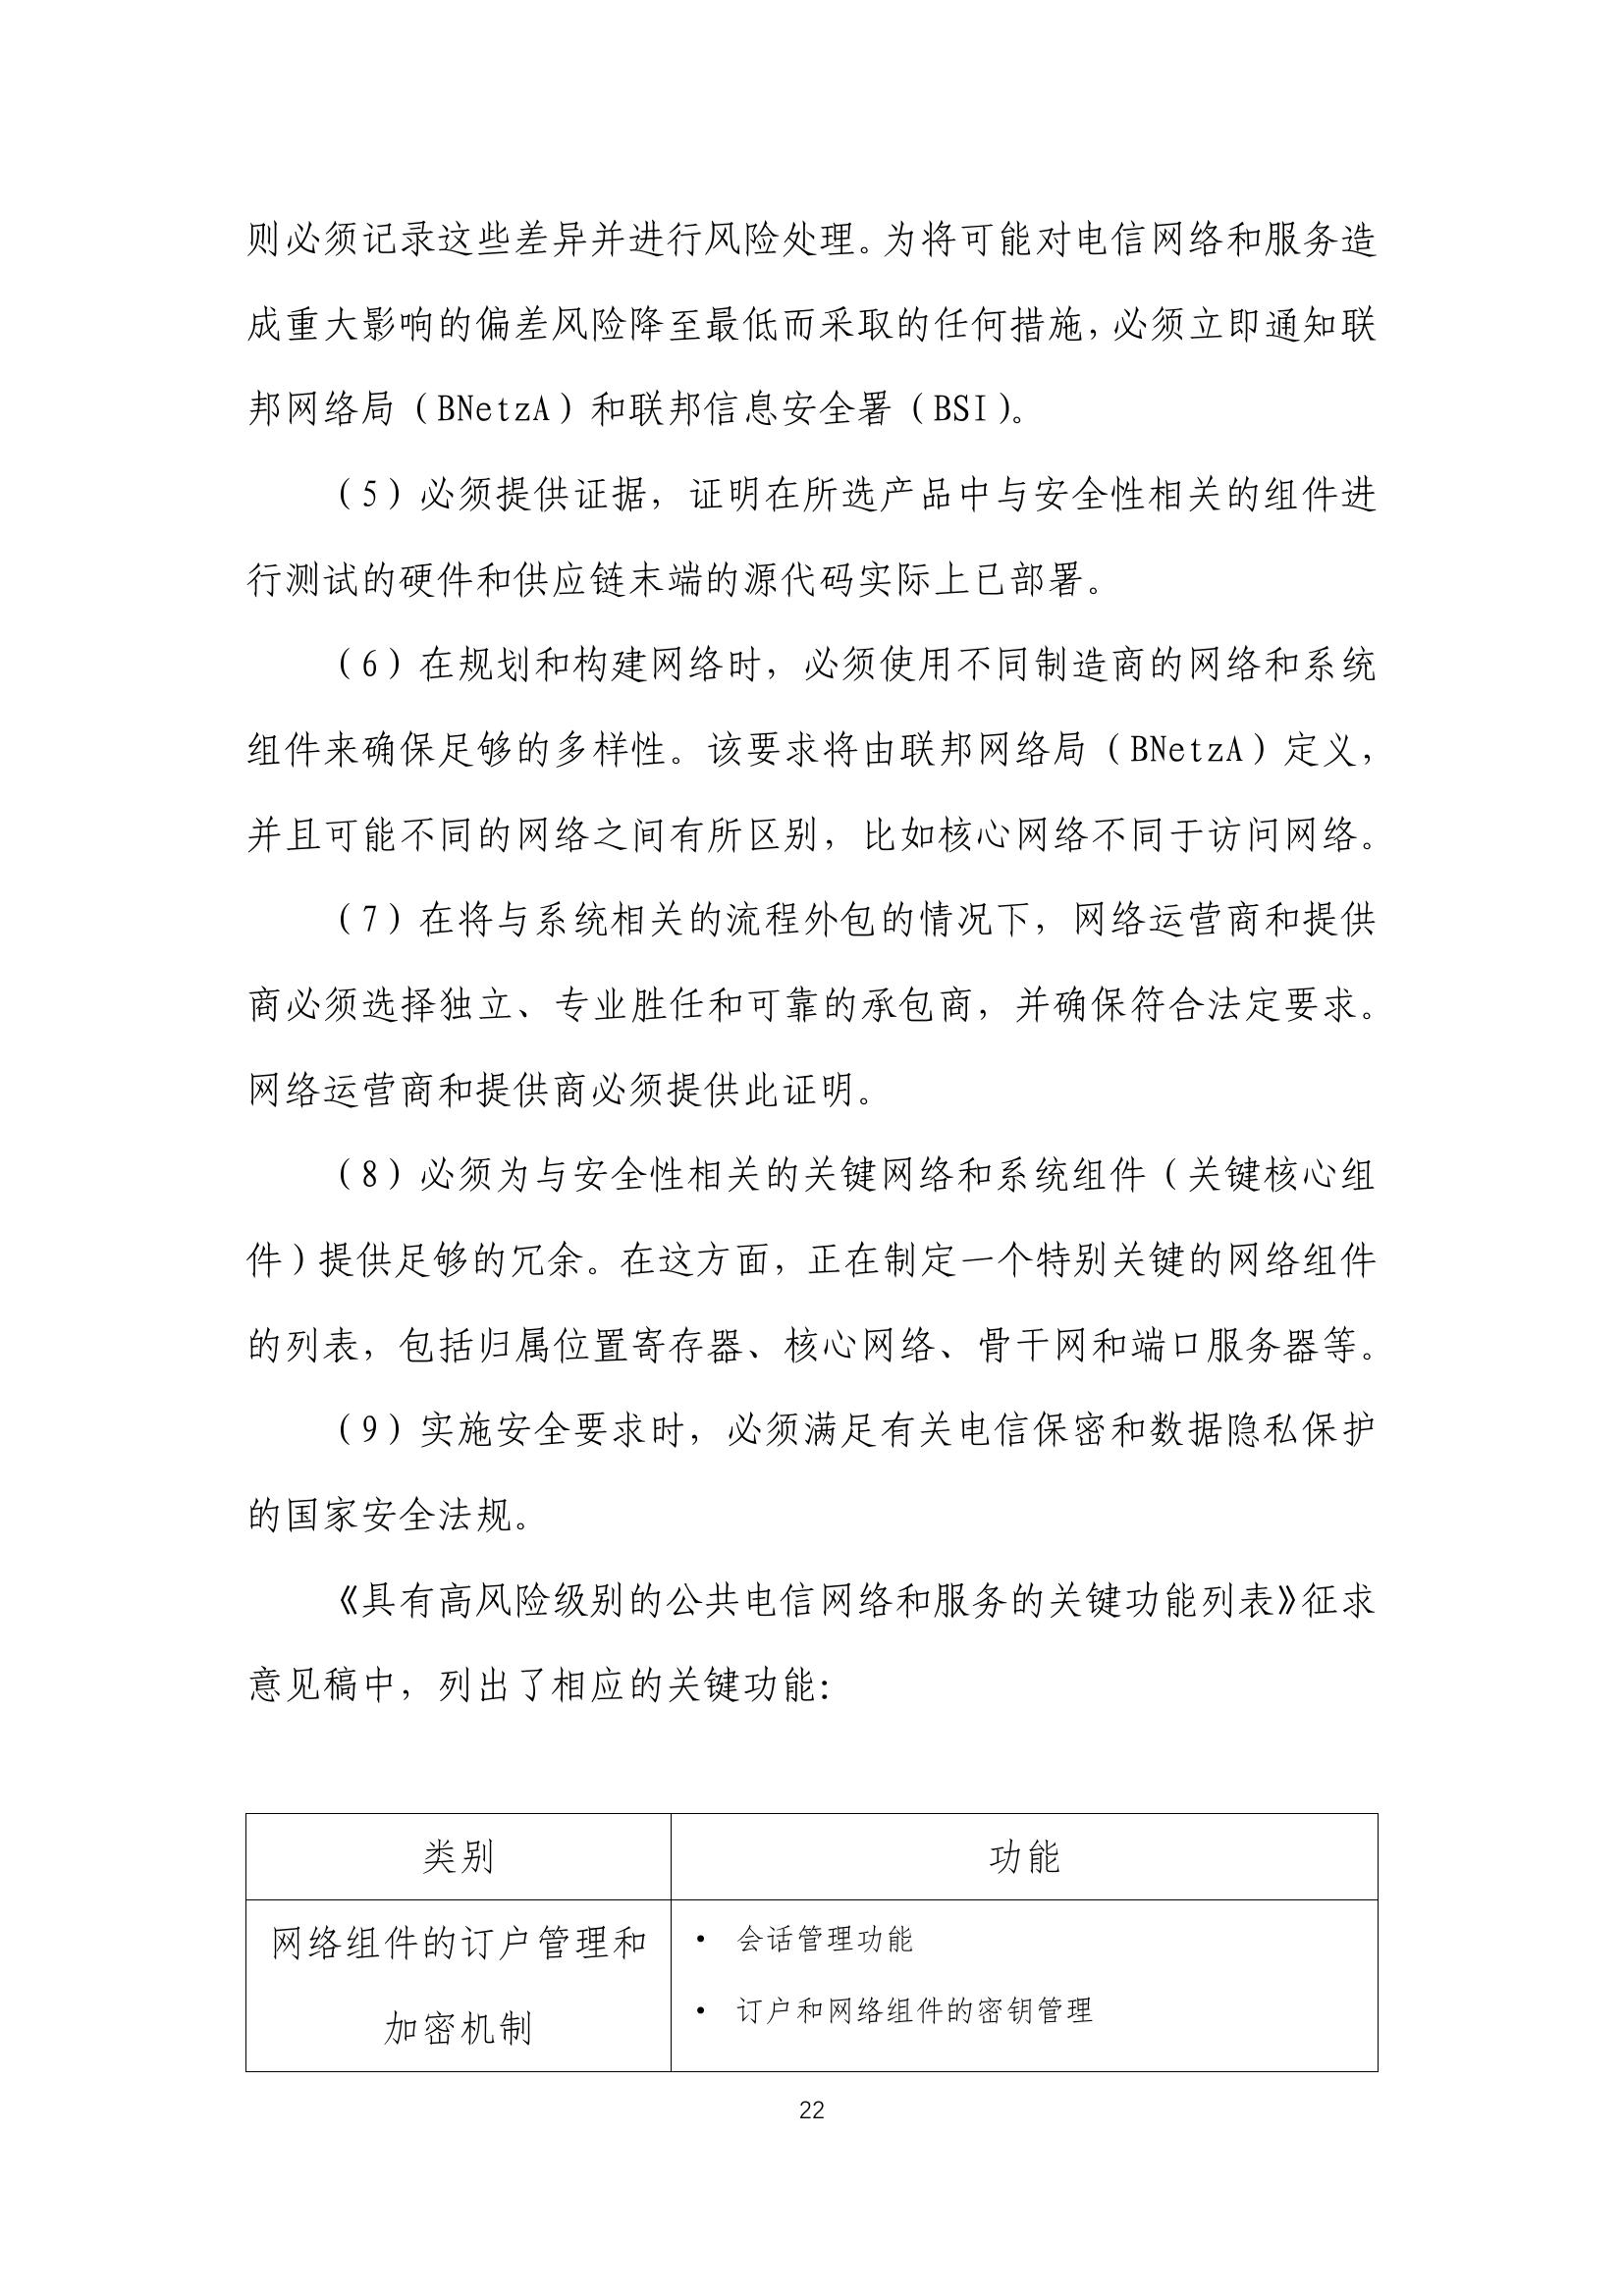 则必须记录这些差异并进行风险处理。为将可能对电信网络和服务造
成重大影响的偏差风险降至最低而采取的任何措施，必须立即通知联
邦网络局（BNetzA）和联邦信息安全署（BSI）。
（5）必须提供证据，证明在所选产品中与安全性相关的组件进
行测试的硬件和供应链末端的源代码实际上已部署。
（6）在规划和构建网络时，必须使用不同制造商的网络和系统
组件来确保足够的多样性。该要求将由联邦网络局（BNetzA）定义，
并且可能不同的网络之间有所区别，比如核心网络不同于访问网络。
（7）在将与系统相关的流程外包的情况下，网络运营商和提供
商必须选择独立、专业胜任和可靠的承包商，并确保符合法定要求。
网络运营商和提供商必须提供此证明。
（8）必须为与安全性相关的关键网络和系统组件（关键核心组
件）提供足够的冗余。在这方面，正在制定一个特别关键的网络组件
的列表，包括归属位置寄存器、核心网络、骨干网和端口服务器等。
（9）实施安全要求时，必须满足有关电信保密和数据隐私保护
的国家安全法规。
《具有高风险级别的公共电信网络和服务的关键功能列表》征求
意见稿中，列出了相应的关键功能：
类别
功能
网络组件的订户管理和
加密机制
• 会话管理功能
• 订户和网络组件的密钥管理
22